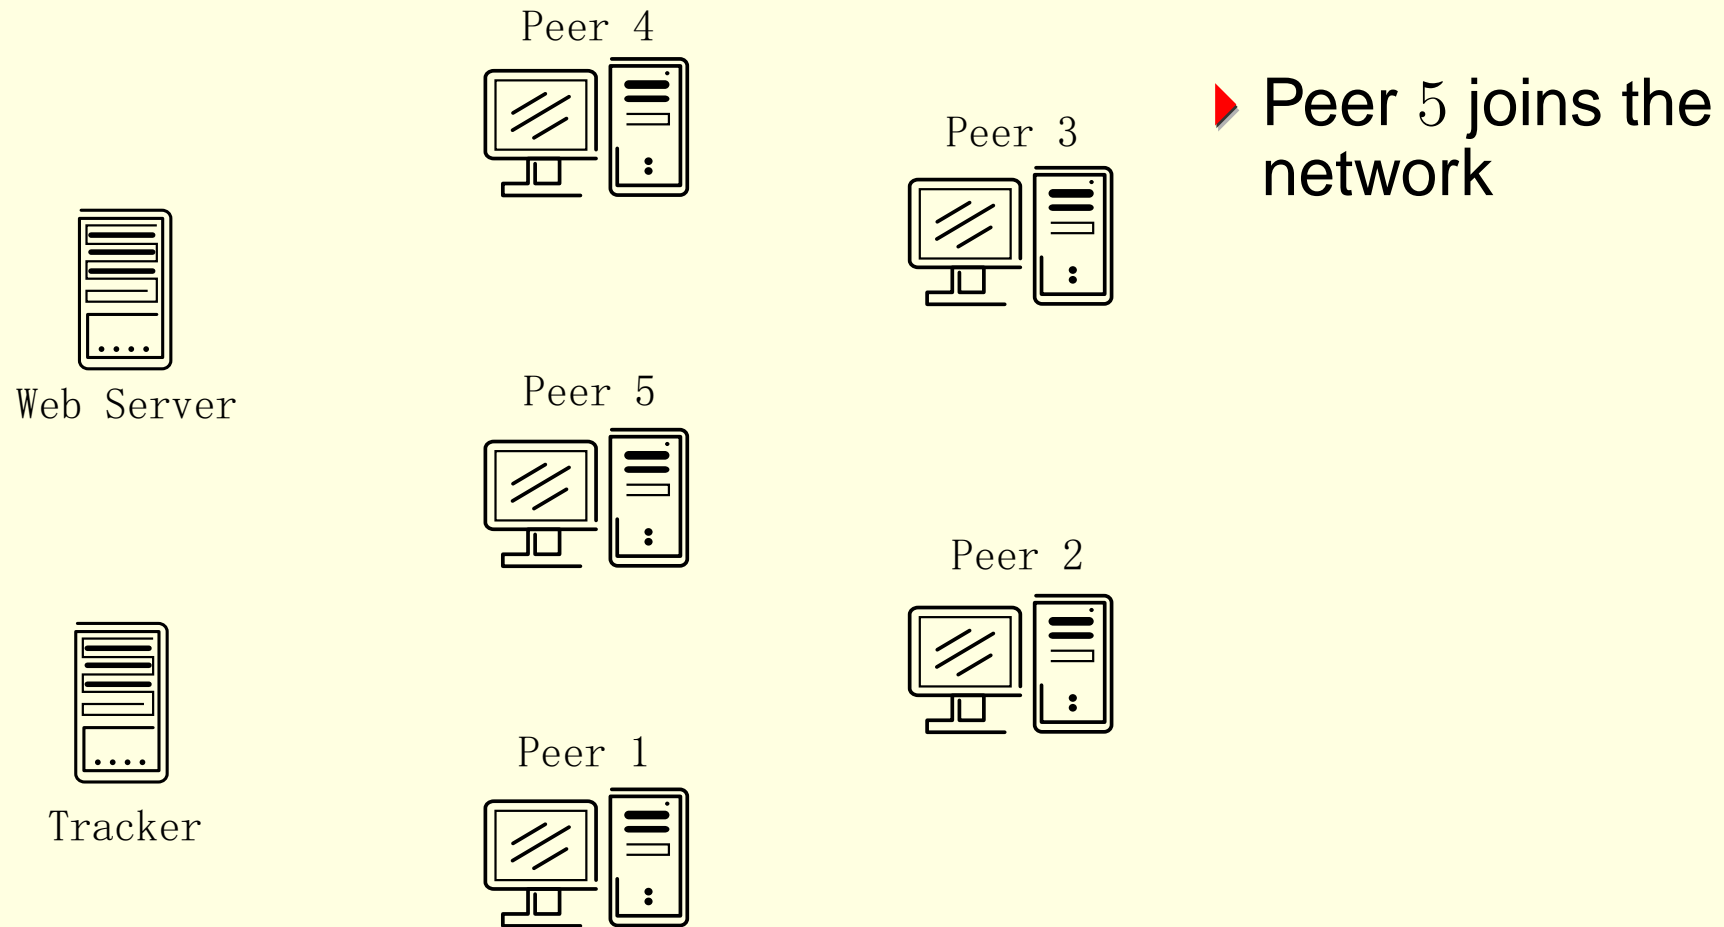 Peer 4
Peer 3
Peer 5 joins the
network
Web Server
Peer 5
Peer 2
Peer 1
Tracker